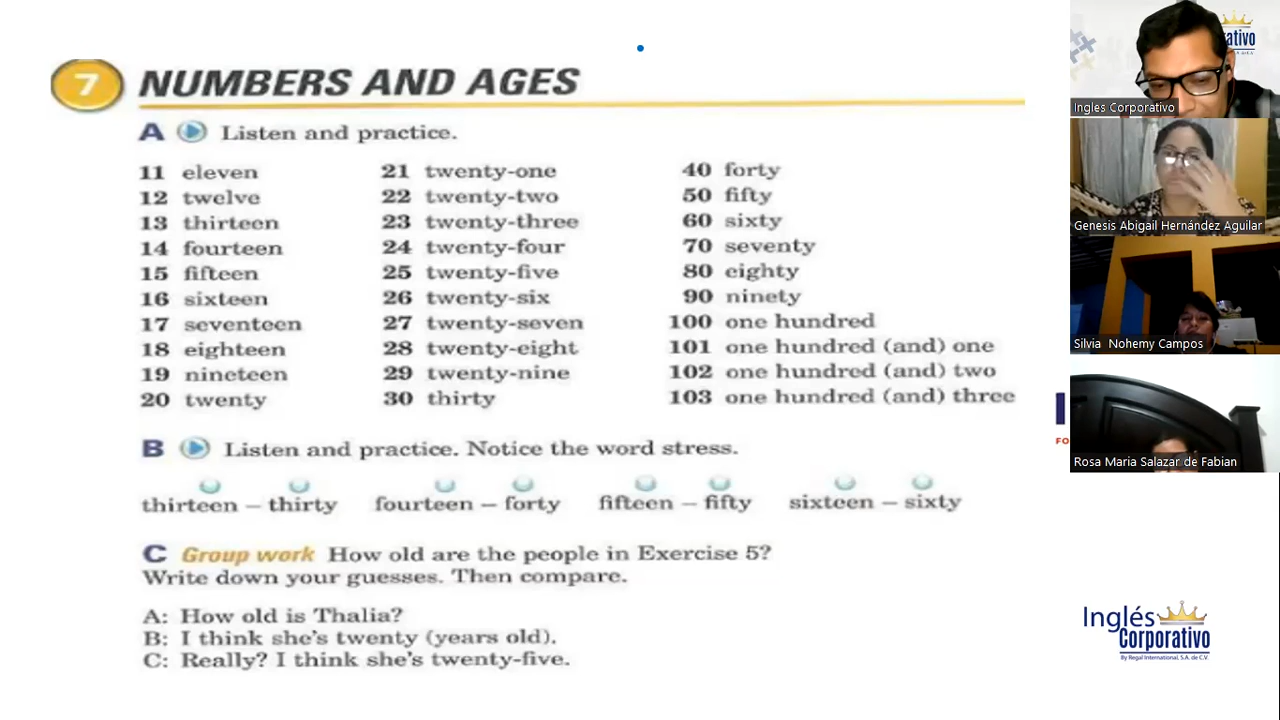 7 NUMBERS AND AGES
A Listen and practice.
11 eleven 21 twenty-one 40 forty
12 twelve 22 twenty-two 50 fifty
13 thirteen 23 twenty-three 60 sixty
14 fourteen 24 twenty-four 70 seventy
15 fifteen 25 twenty-five 80 eighty
16 sixteen 26 twenty-six 90 ninety
17 seventeen 27 twenty-seven 100 one hundred
18 eighteen 28 twenty-eight 101 one hundred (and) one
19 nineteen 29 twenty-nine 102 one hundred (and) two
20 twenty 30 thirty 103 one hundred (and) three
B Listen and practice. Notice the word stress.
thirteen – thirty fourteen – forty fifteen – fifty sixteen – sixty
C Group work How old are the people in Exercise 5?
Write down your guesses. Then compare.
A: How old is Thalia?
B: I think she's twenty (years old).
C: Really? I think she's twenty-five.
Ingles Corporativo
Genesis Abigail Hernández Aguilar
Silvia Nohemy Campos
Rosa Maria Salazar de Fabian
Inglés
Corporativo
By Regal International, S.A. de C.V.